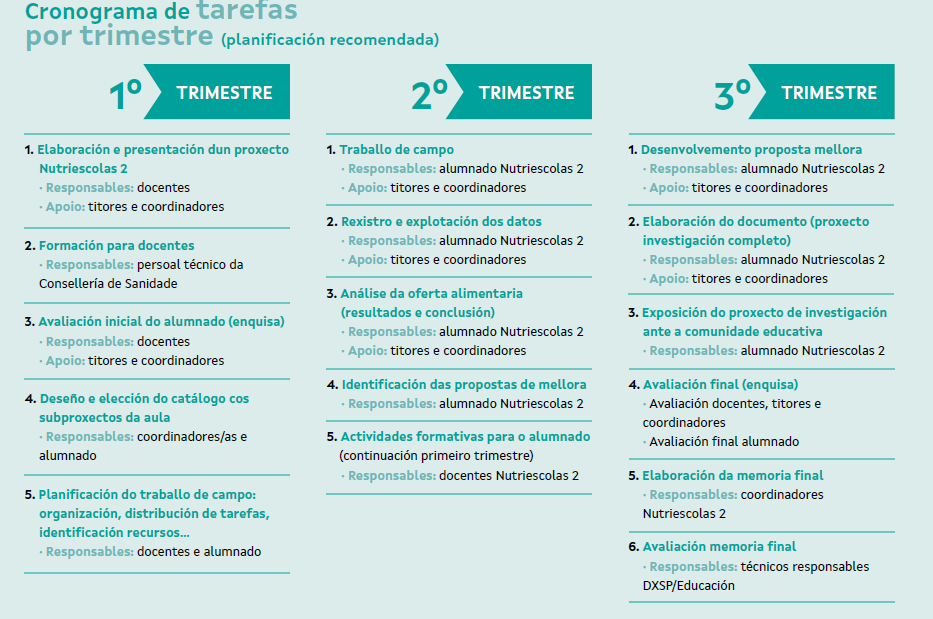 Cronograma de tarefas
por trimestre (planificación recomendada)
1º TRIMESTRE
1. Elaboración e presentación dun proxecto
Nutriescolas 2
· Responsables: docentes
· Apoio: titores e coordinadores
2. Formación para docentes
· Responsables: persoal técnico da
Consellería de Sanidade
3. Avaliación inicial do alumnado (enquisa)
· Responsables: docentes
· Apoio: titores e coordinadores
4. Deseño e elección do catálogo cos
subproxectos da aula
· Responsables: coordinadores/as e
alumnado
5. Planificación do traballo de campo:
organización, distribución de tarefas,
identificación recursos...
· Responsables: docentes e alumnado
2º TRIMESTRE
1. Traballo de campo
· Responsables: alumnado Nutriescolas 2
· Apoio: titores e coordinadores
2. Rexistro e explotación dos datos
· Responsables: alumnado Nutriescolas 2
· Apoio: titores e coordinadores
3. Análise da oferta alimentaria
(resultados e conclusión)
· Responsables: alumnado Nutriescolas 2
· Apoio: titores e coordinadores
4. Identificación das propostas de mellora
· Responsables: alumnado Nutriescolas 2
5. Actividades formativas para o alumnado
(continuación primeiro trimestre)
· Responsables: docentes Nutriescolas 2
3º TRIMESTRE
1. Desenvolvemento proposta mellora
· Responsables: alumnado Nutriescolas 2
· Apoio: titores e coordinadores
2. Elaboración do documento (proxecto
investigación completo)
· Responsables: alumnado Nutriescolas 2
· Apoio: titores e coordinadores
3. Exposición do proxecto de investigación
ante a comunidade educativa
· Responsables: alumnado Nutriescolas 2
4. Avaliación final (enquisa)
· Avaliación docentes, titores e
coordinadores
· Avaliación final alumnado
5. Elaboración da memoria final
· Responsables: coordinadores
Nutriescolas 2
6. Avaliación memoria final
· Responsables: técnicos responsables
DXSP/Educación